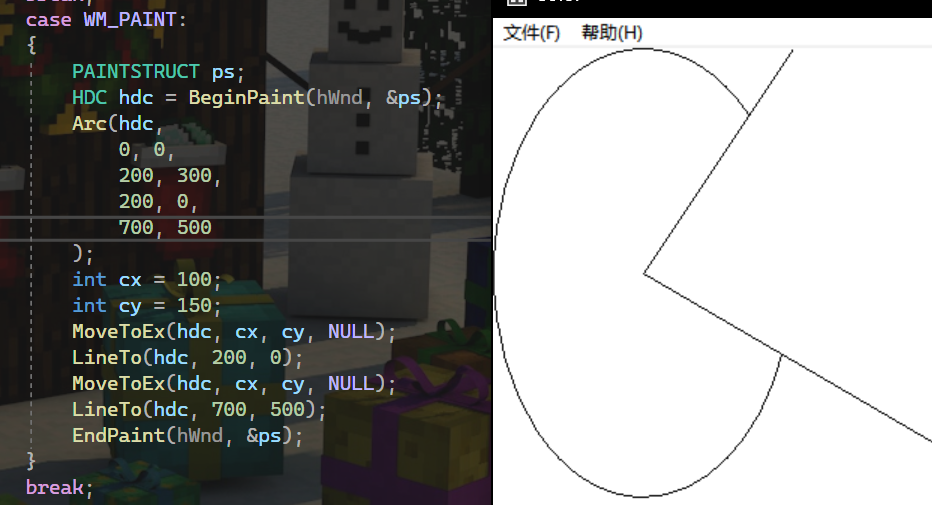 case WM_PAINT:
{
PAINTSTRUCT ps;
HDC hdc = BeginPaint(hWnd, &ps);
Arc(hdc,
0, 0,
200, 300,
200, 0,
700, 500
);
int cx = 100;
int cy = 150;
MoveToEx(hdc, cx, cy, NULL);
LineTo(hdc, 200, 0);
MoveToEx(hdc, cx, cy, NULL);
LineTo(hdc, 700, 500);
EndPaint(hWnd, &ps);
}
break;
文件(F) 帮助(H)